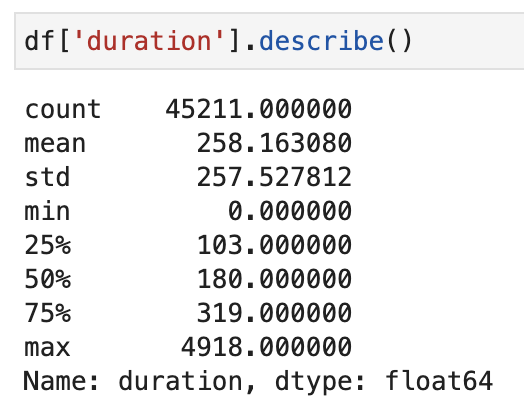 df['duration'].describe()
count    45211.000000
mean       258.163080
std        257.527812
min          0.000000
25%        103.000000
50%        180.000000
75%        319.000000
max       4918.000000
Name: duration, dtype: float64